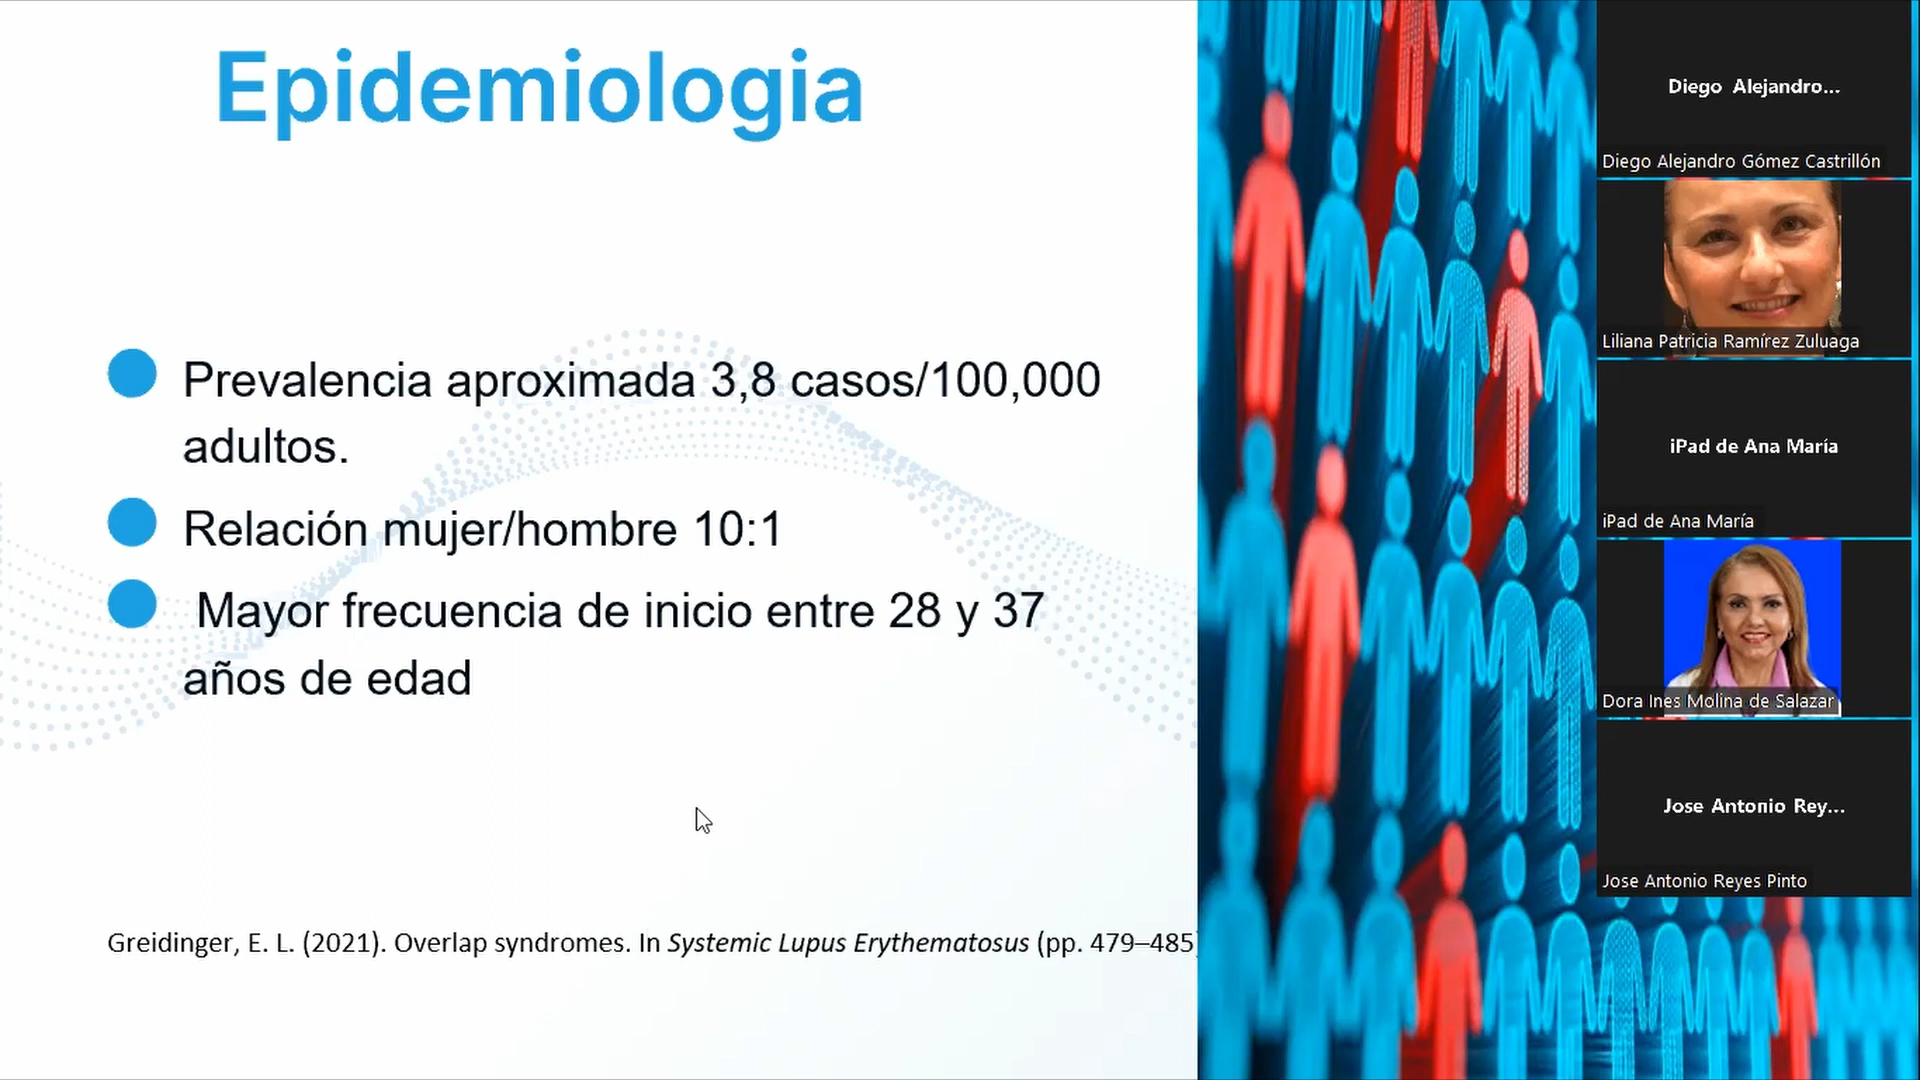 Epidemiologia
Prevalencia aproximada 3,8 casos/100,000
adultos.
Relación mujer/hombre 10:1
Mayor frecuencia de inicio entre 28 y 37
años de edad
Greidinger, E. L. (2021). Overlap syndromes. In Systemic Lupus Erythematosus (pp. 479–485)
Diego Alejandro...
Diego Alejandro Gómez Castrillón
Liliana Patricia Ramírez Zuluaga
iPad de Ana María
iPad de Ana María
Dora Ines Molina de Salazar
Jose Antonio Rey...
Jose Antonio Reyes Pinto